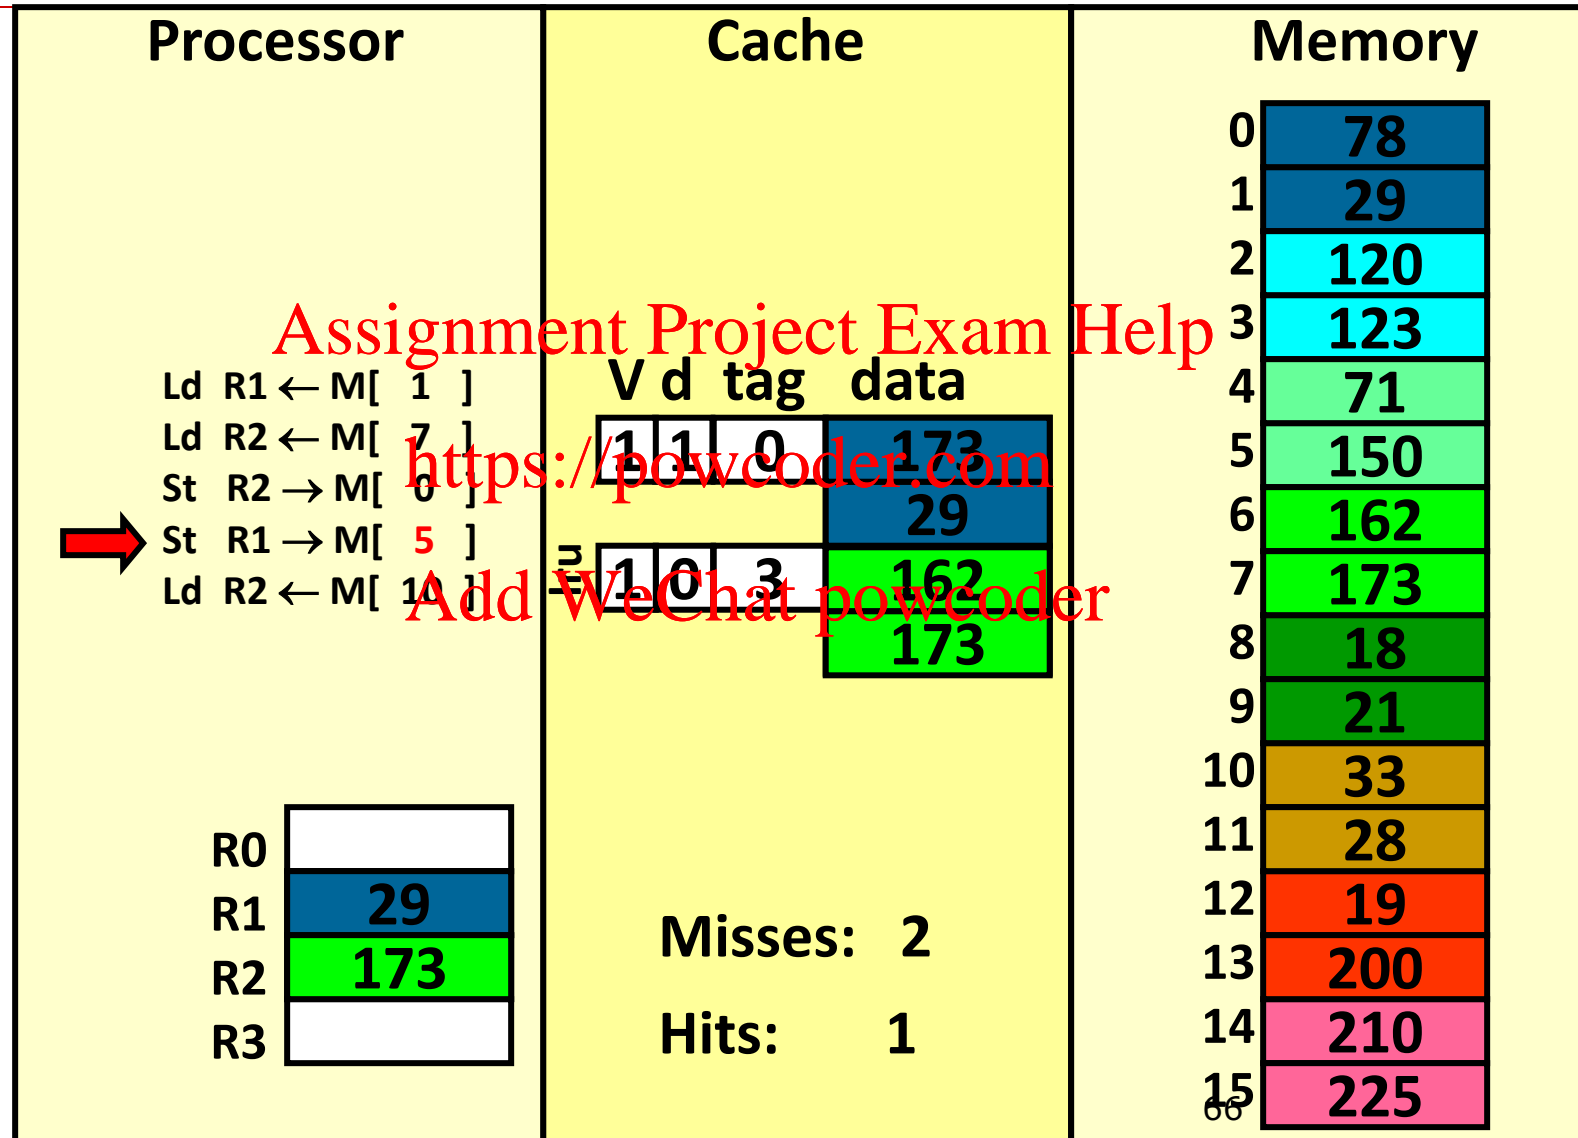 Processor
Cache
Memory
Assignment Project Exam Help
https://powcoder.com
Add WeChat powcoder
Ld R1 ← M[ 1 ]
Ld R2 ← M[ 7 ]
St R2 → M[ 0 ]
St R1 → M[ 5 ]
Ld R2 ← M[ 10 ]
R0
R1 29
R2 173
R3
V d tag data
1 1 0 173
29
1 0 3 162
173
Misses: 2
Hits: 1
0 78
1 29
2 120
3 123
4 71
5 150
6 162
7 173
8 18
9 21
10 33
11 28
12 19
13 200
14 210
15 225
66